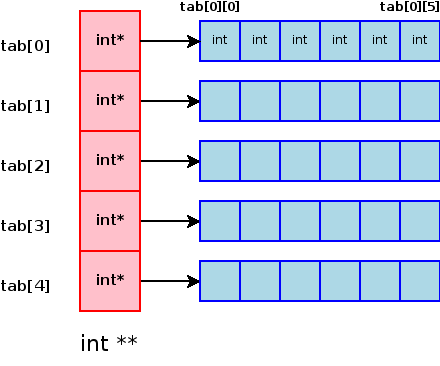 tab[0][0] tab[0][5]
tab[0] int* int int int int int int
tab[1] int*
tab[2] int*
tab[3] int*
tab[4] int*
int **